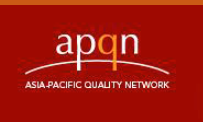 apqn
ASIA-PACIFIC QUALITY NETWORK